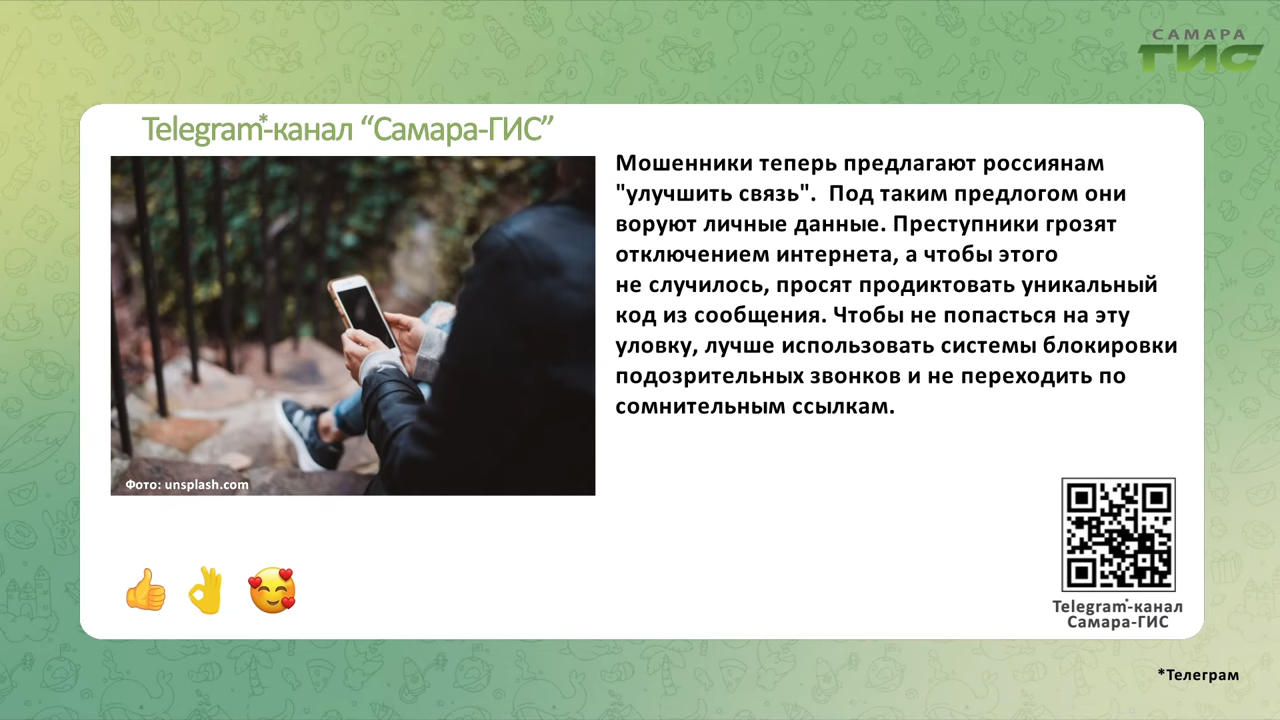 САМАРА
ГИС
Telegram*-канал “Самара-ГИС”
Мошенники теперь предлагают россиянам
"улучшить связь".  Под таким предлогом они
воруют личные данные. Преступники грозят
отключением интернета, а чтобы этого
не случилось, просят продиктовать уникальный
код из сообщения. Чтобы не попасться на эту
уловку, лучше использовать системы блокировки
подозрительных звонков и не переходить по
сомнительным ссылкам.
Фото: unsplash.com
Telegram*-канал
Самара-ГИС
*Телеграм